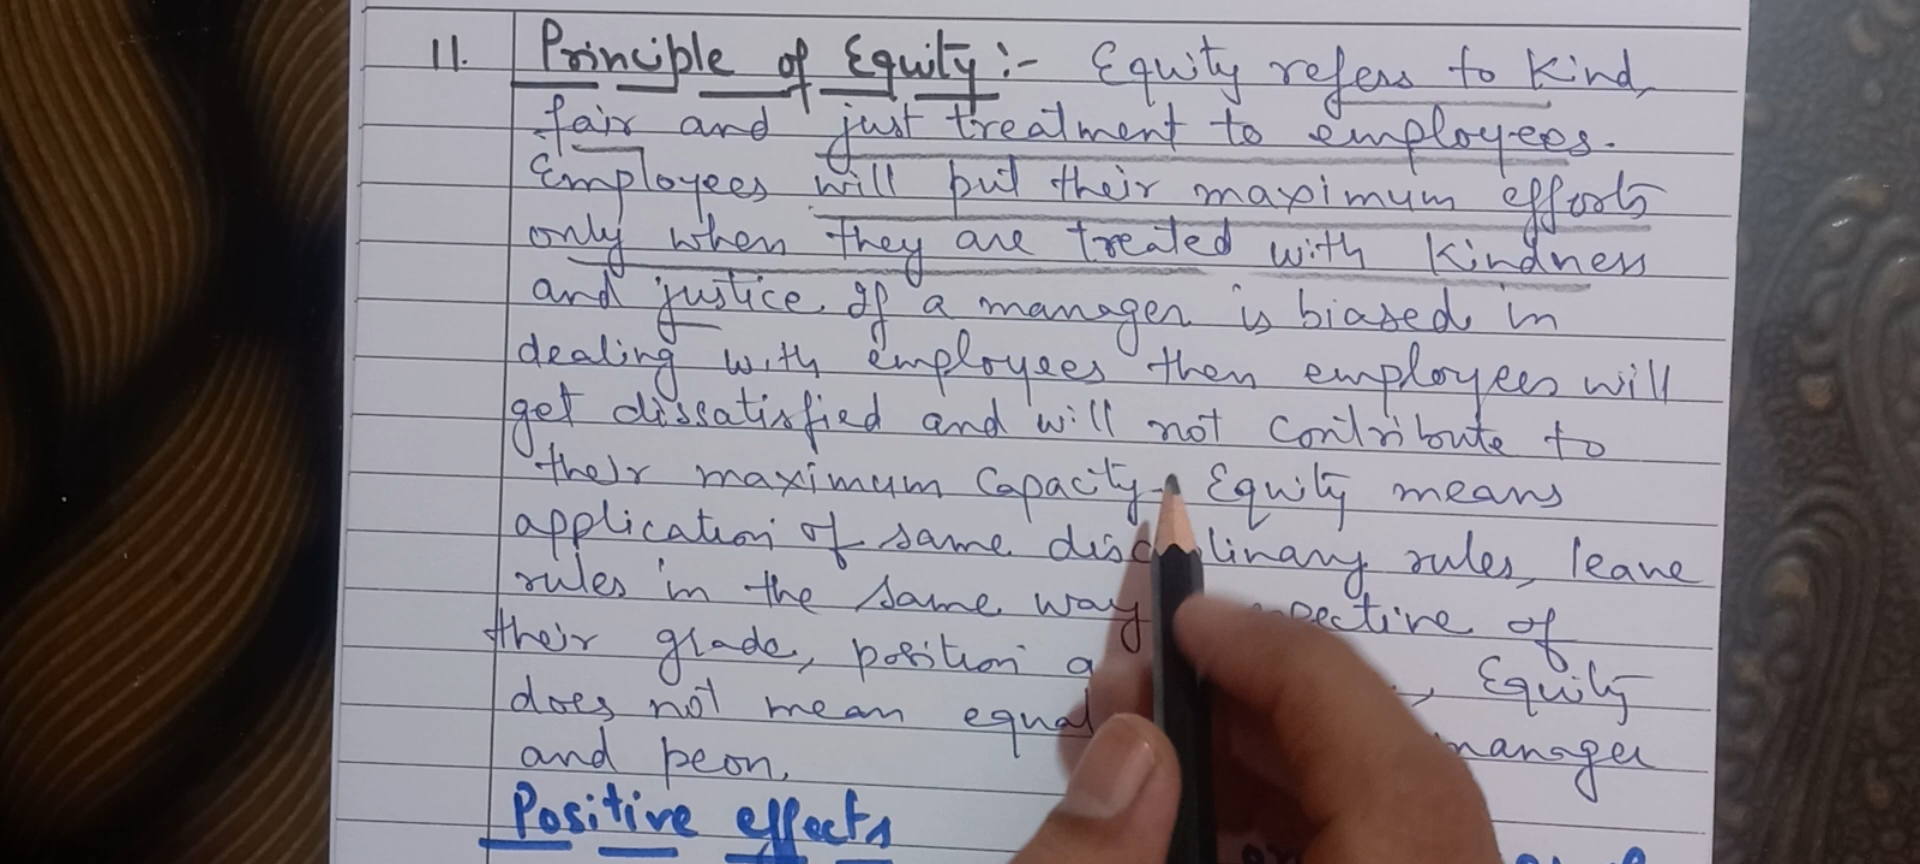 11. Principle of Equity:- Equity refers to kind,
fair and just treatment to employees.
Employees will put their maximum efforts
only when they are treated with kindness
and justice. If a manager is biased in
dealing with employees then employees will
get dissatisfied and will not contribute to
their maximum capacity. Equity means
application of same rules, leave
rules in the same way of
their grade, position , Equity
does not mean equal manager
and peon.
Positive effects